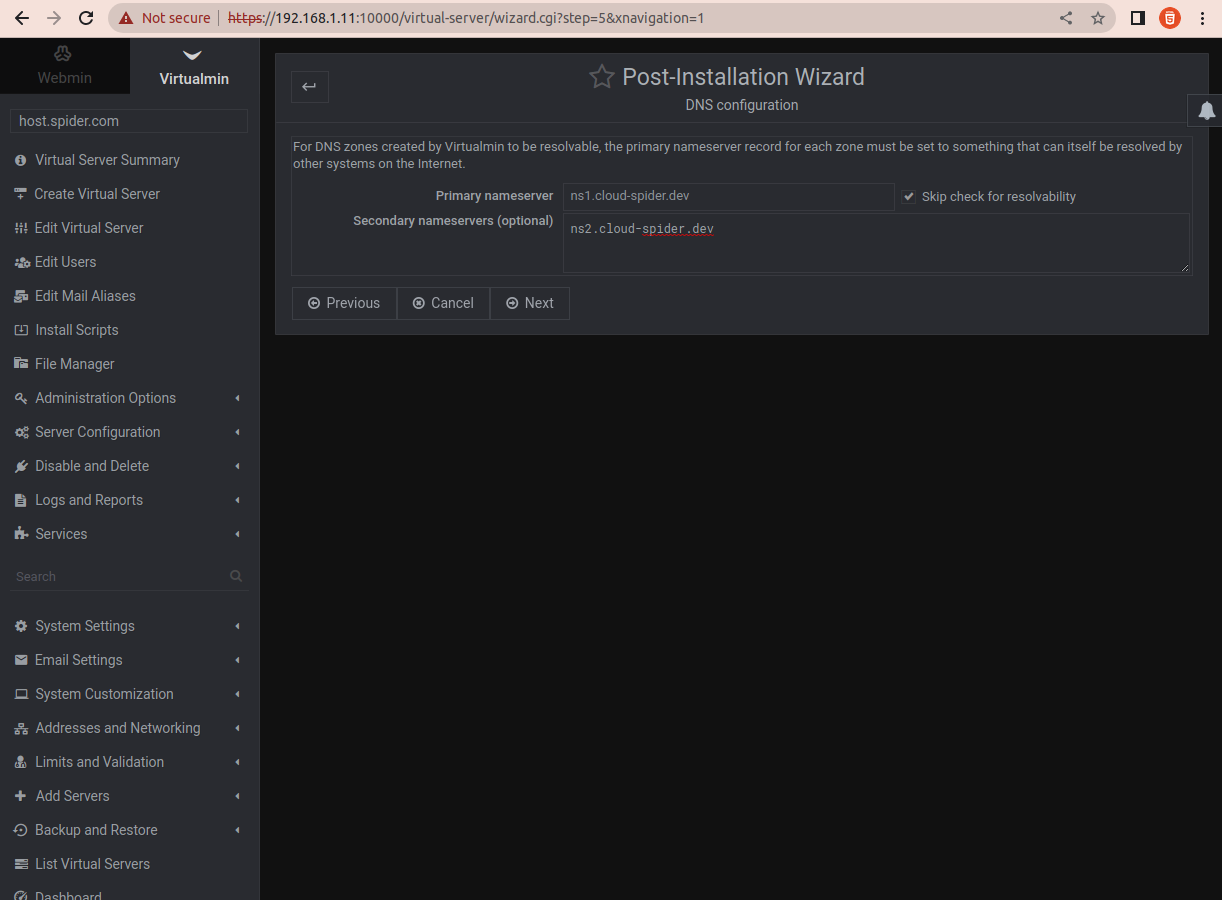 Not secure
https://192.168.1.11:10000/virtual-server/wizard.cgi?step=5&xnavigation=1
Webmin
Virtualmin
host.spider.com
Virtual Server Summary
Create Virtual Server
Edit Virtual Server
Edit Users
Edit Mail Aliases
Install Scripts
File Manager
Administration Options
Server Configuration
Disable and Delete
Logs and Reports
Services
Search
System Settings
Email Settings
System Customization
Addresses and Networking
Limits and Validation
Add Servers
Backup and Restore
List Virtual Servers
Dashboard
Post-Installation Wizard
DNS configuration
For DNS zones created by Virtualmin to be resolvable, the primary nameserver record for each zone must be set to something that can itself be resolved by
other systems on the Internet.
Primary nameserver
ns1.cloud-spider.dev
Skip check for resolvability
Secondary nameservers (optional)
ns2.cloud-spider.dev
Previous
Cancel
Next